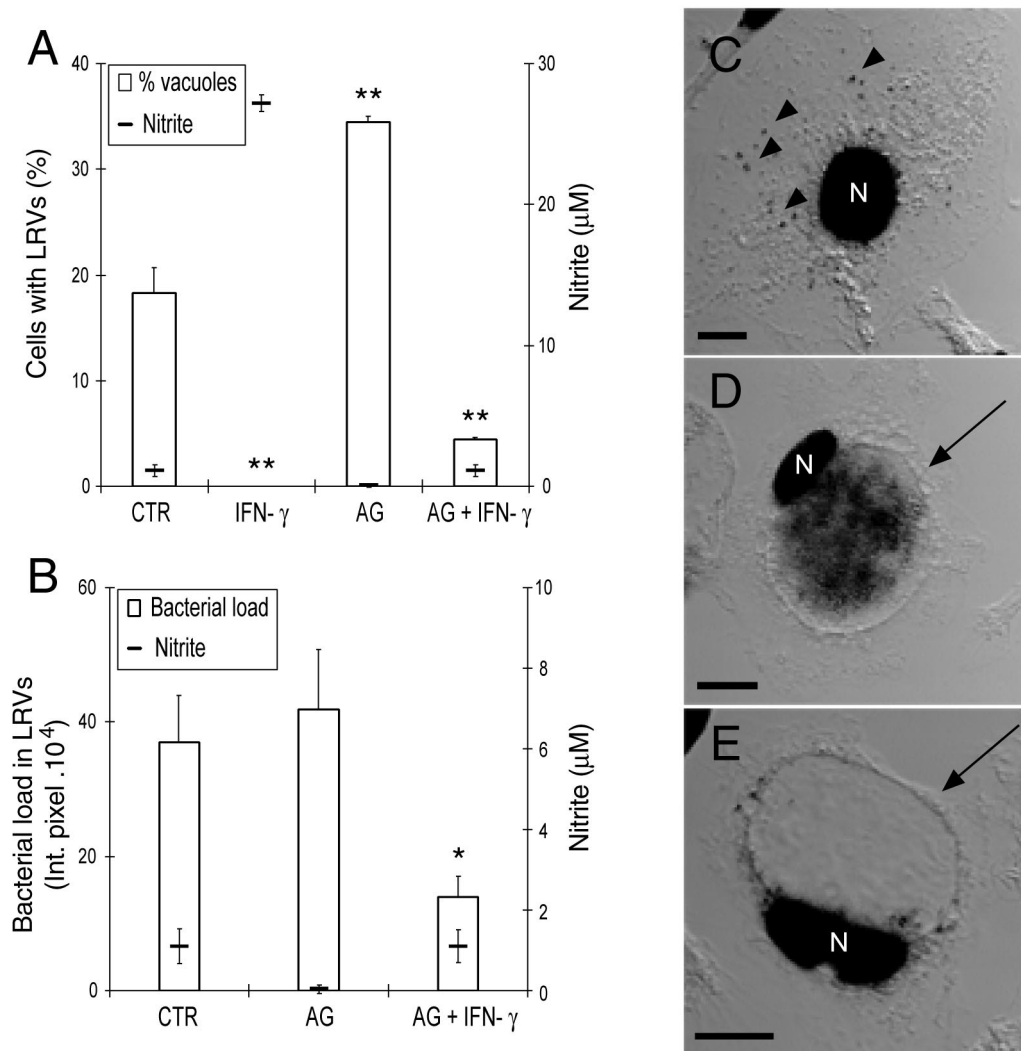 A
% vacuoles
Nitrite
Cells with LRVs (%)
40
30
20
10
0
**
**
**
Nitrite (μM)
30
20
10
0
CTR IFN- γ AG AG + IFN- γ
B
Bacterial load
Nitrite
Bacterial load in LRVs
(Int. pixel .10⁴)
60
40
20
0
*
Nitrite (μM)
10
8
6
4
2
0
CTR AG AG + IFN- γ
C
N
D
N
E
N